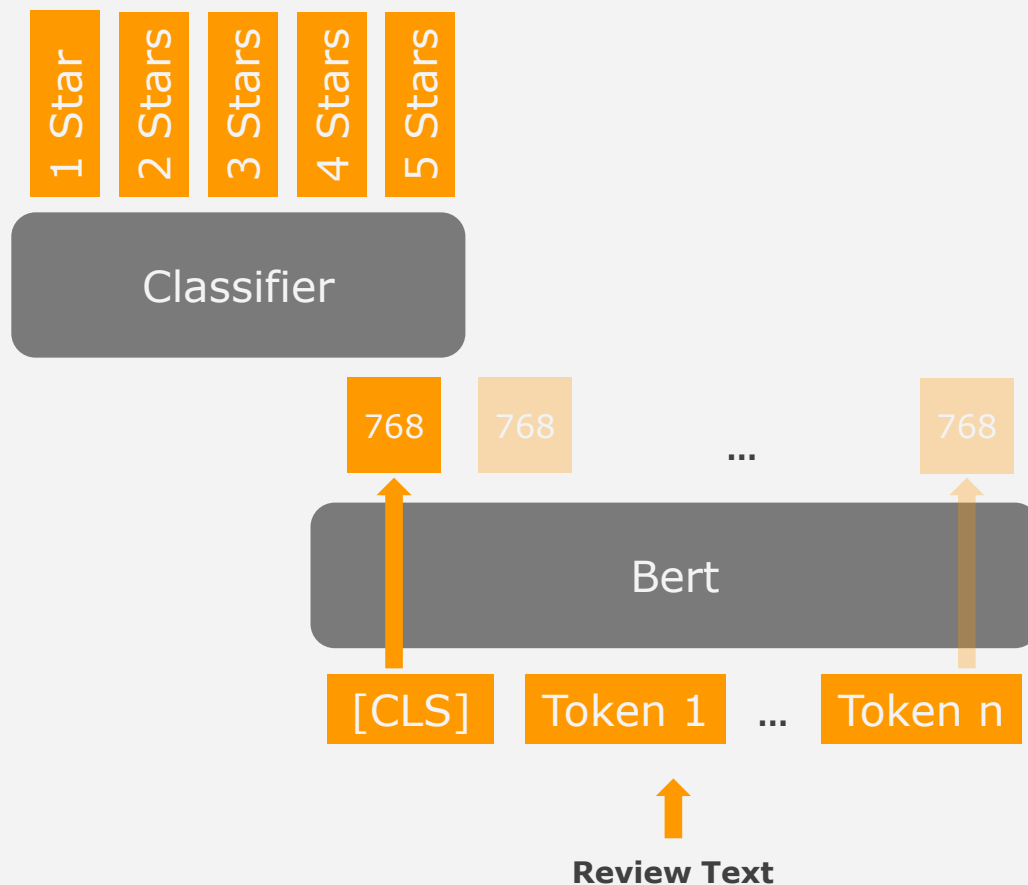 1 Star
2 Stars
3 Stars
4 Stars
5 Stars
Classifier
768 768 ... 768
Bert
[CLS] Token 1 ... Token n
Review Text